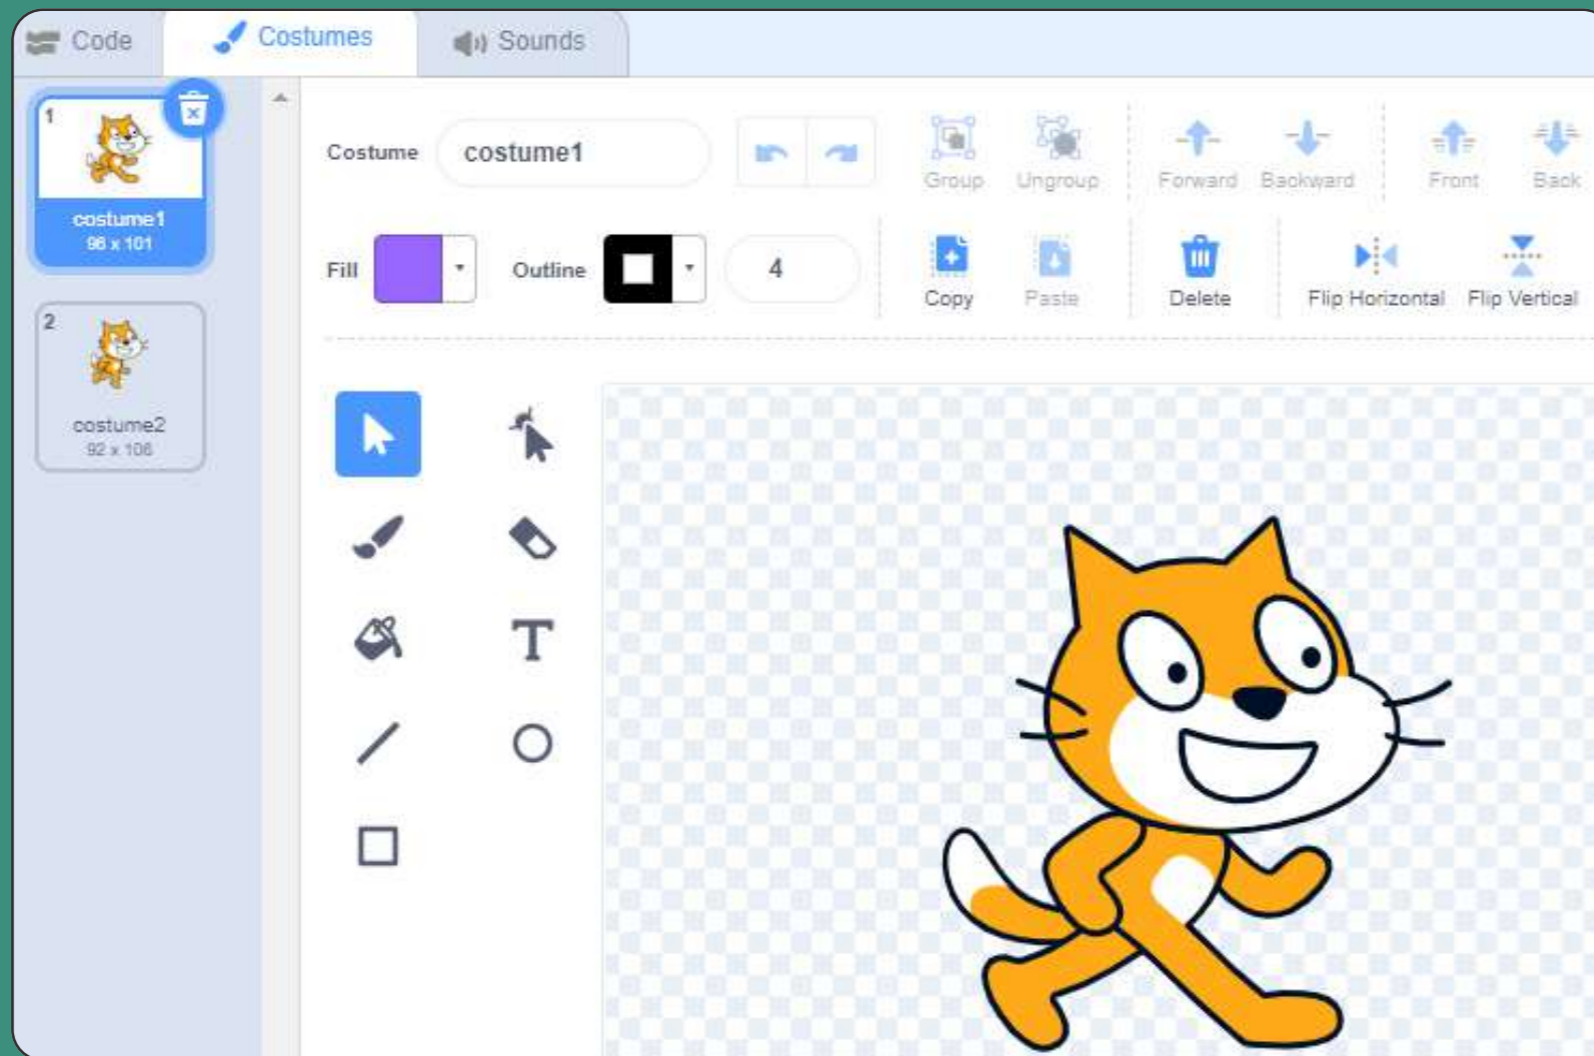 Code
Costumes
Sounds
1
costume1
96 x 101
2
costume2
92 x 106
Costume
costume1
Group
Ungroup
Forward
Backward
Front
Back
Fill
Outline
4
Copy
Paste
Delete
Flip Horizontal
Flip Vertical
T